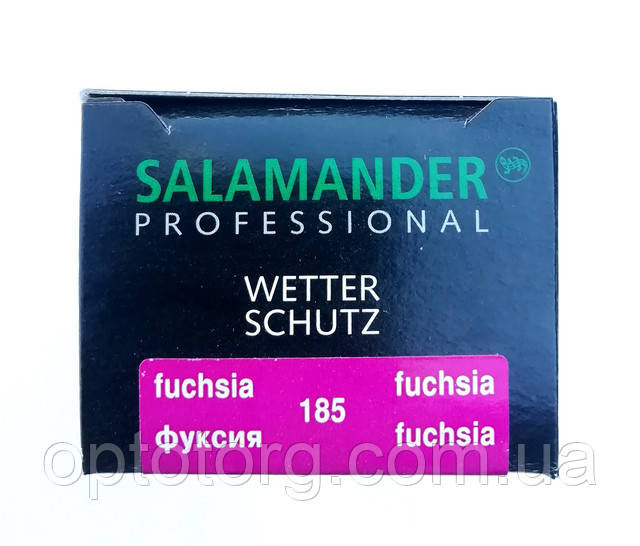 SALAMANDER
PROFESSIONAL
WETTER
SCHUTZ
fuchsia 185 fuchsia
фуксия fuchsia
optotorg.com.ua